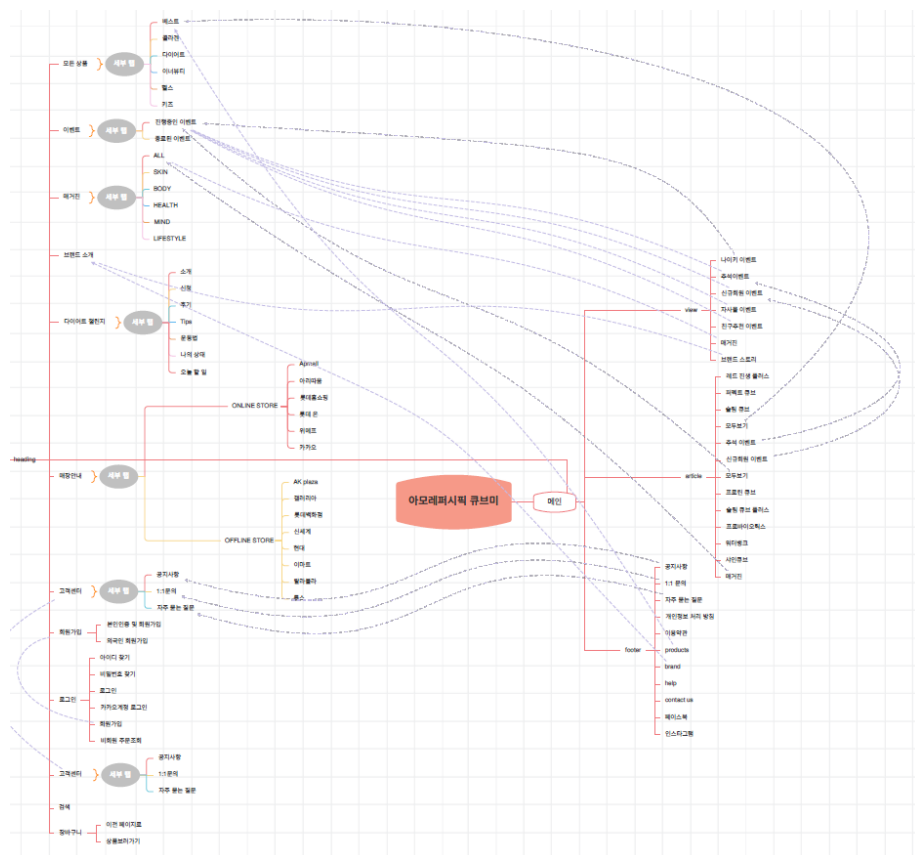 베스트
콜라겐
다이어트
이너뷰티
헬스
키즈
모든 상품
세부 탭
진행중인 이벤트
종료된 이벤트
이벤트
세부 탭
ALL
SKIN
BODY
HEALTH
MIND
LIFESTYLE
매거진
세부 탭
브랜드 소개
소개
신청
후기
Tips
운동법
나의 상태
오늘 할 일
다이어트 챌린지
세부 탭
ONLINE STORE
아리따움
롯데홈쇼핑
롯데 온
위메프
카카오
heading
매장안내
세부 탭
OFFLINE STORE
AK plaza
갤러리아
롯데백화점
신세계
현대
이마트
랄라블라
롭스
고객센터
세부 탭
공지사항
1:1문의
자주 묻는 질문
회원가입
본인인증 및 회원가입
외국인 회원가입
로그인
아이디 찾기
비밀번호 찾기
로그인
카카오계정 로그인
회원가입
비회원 주문조회
고객센터
세부 탭
공지사항
1:1문의
자주 묻는 질문
검색
장바구니
이전 페이지로
상품보러가기
아모레퍼시픽 큐브미
메인
view
나이키 이벤트
추석이벤트
신규회원 이벤트
자사몰 이벤트
친구추천 이벤트
매거진
브랜드 스토리
article
레드 진생 플러스
퍼펙트 큐브
슬림 큐브
모두보기
추석 이벤트
신규회원 이벤트
모두보기
프로틴 큐브
슬림 큐브 플러스
프로바이오틱스
워터뱅크
샤인큐브
매거진
footer
공지사항
1:1 문의
자주 묻는 질문
개인정보 처리 방침
이용약관
products
brand
help
contact us
페이스북
인스타그램